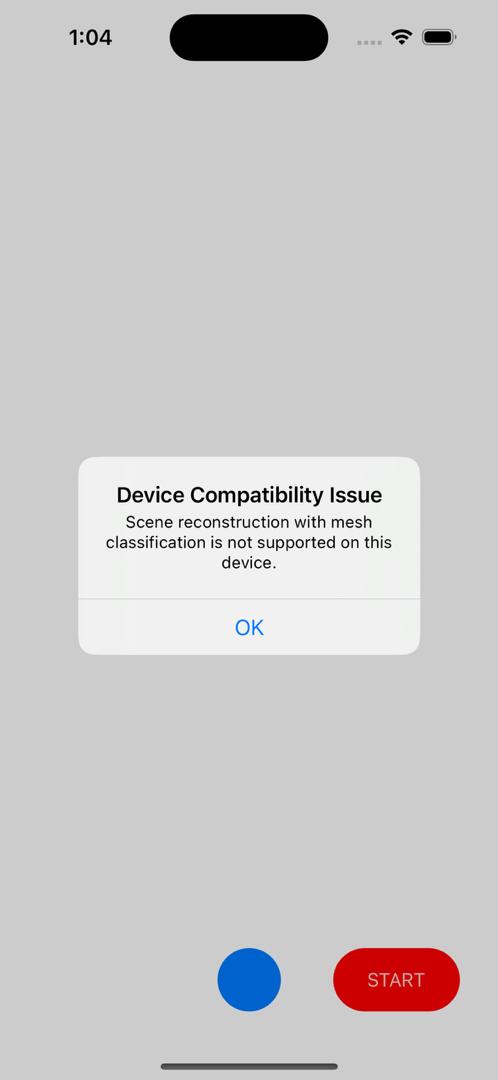 1:04
Device Compatibility Issue
Scene reconstruction with mesh
classification is not supported on this
device.
OK
START